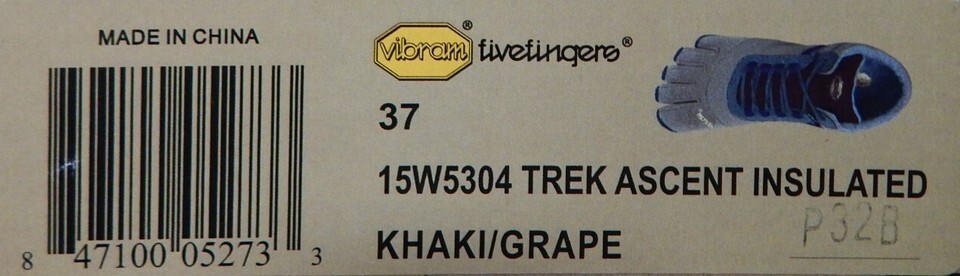 MADE IN CHINA
vibram® fivefingers®
37
15W5304 TREK ASCENT INSULATED
P32B
KHAKI/GRAPE
8 47100 05273 3